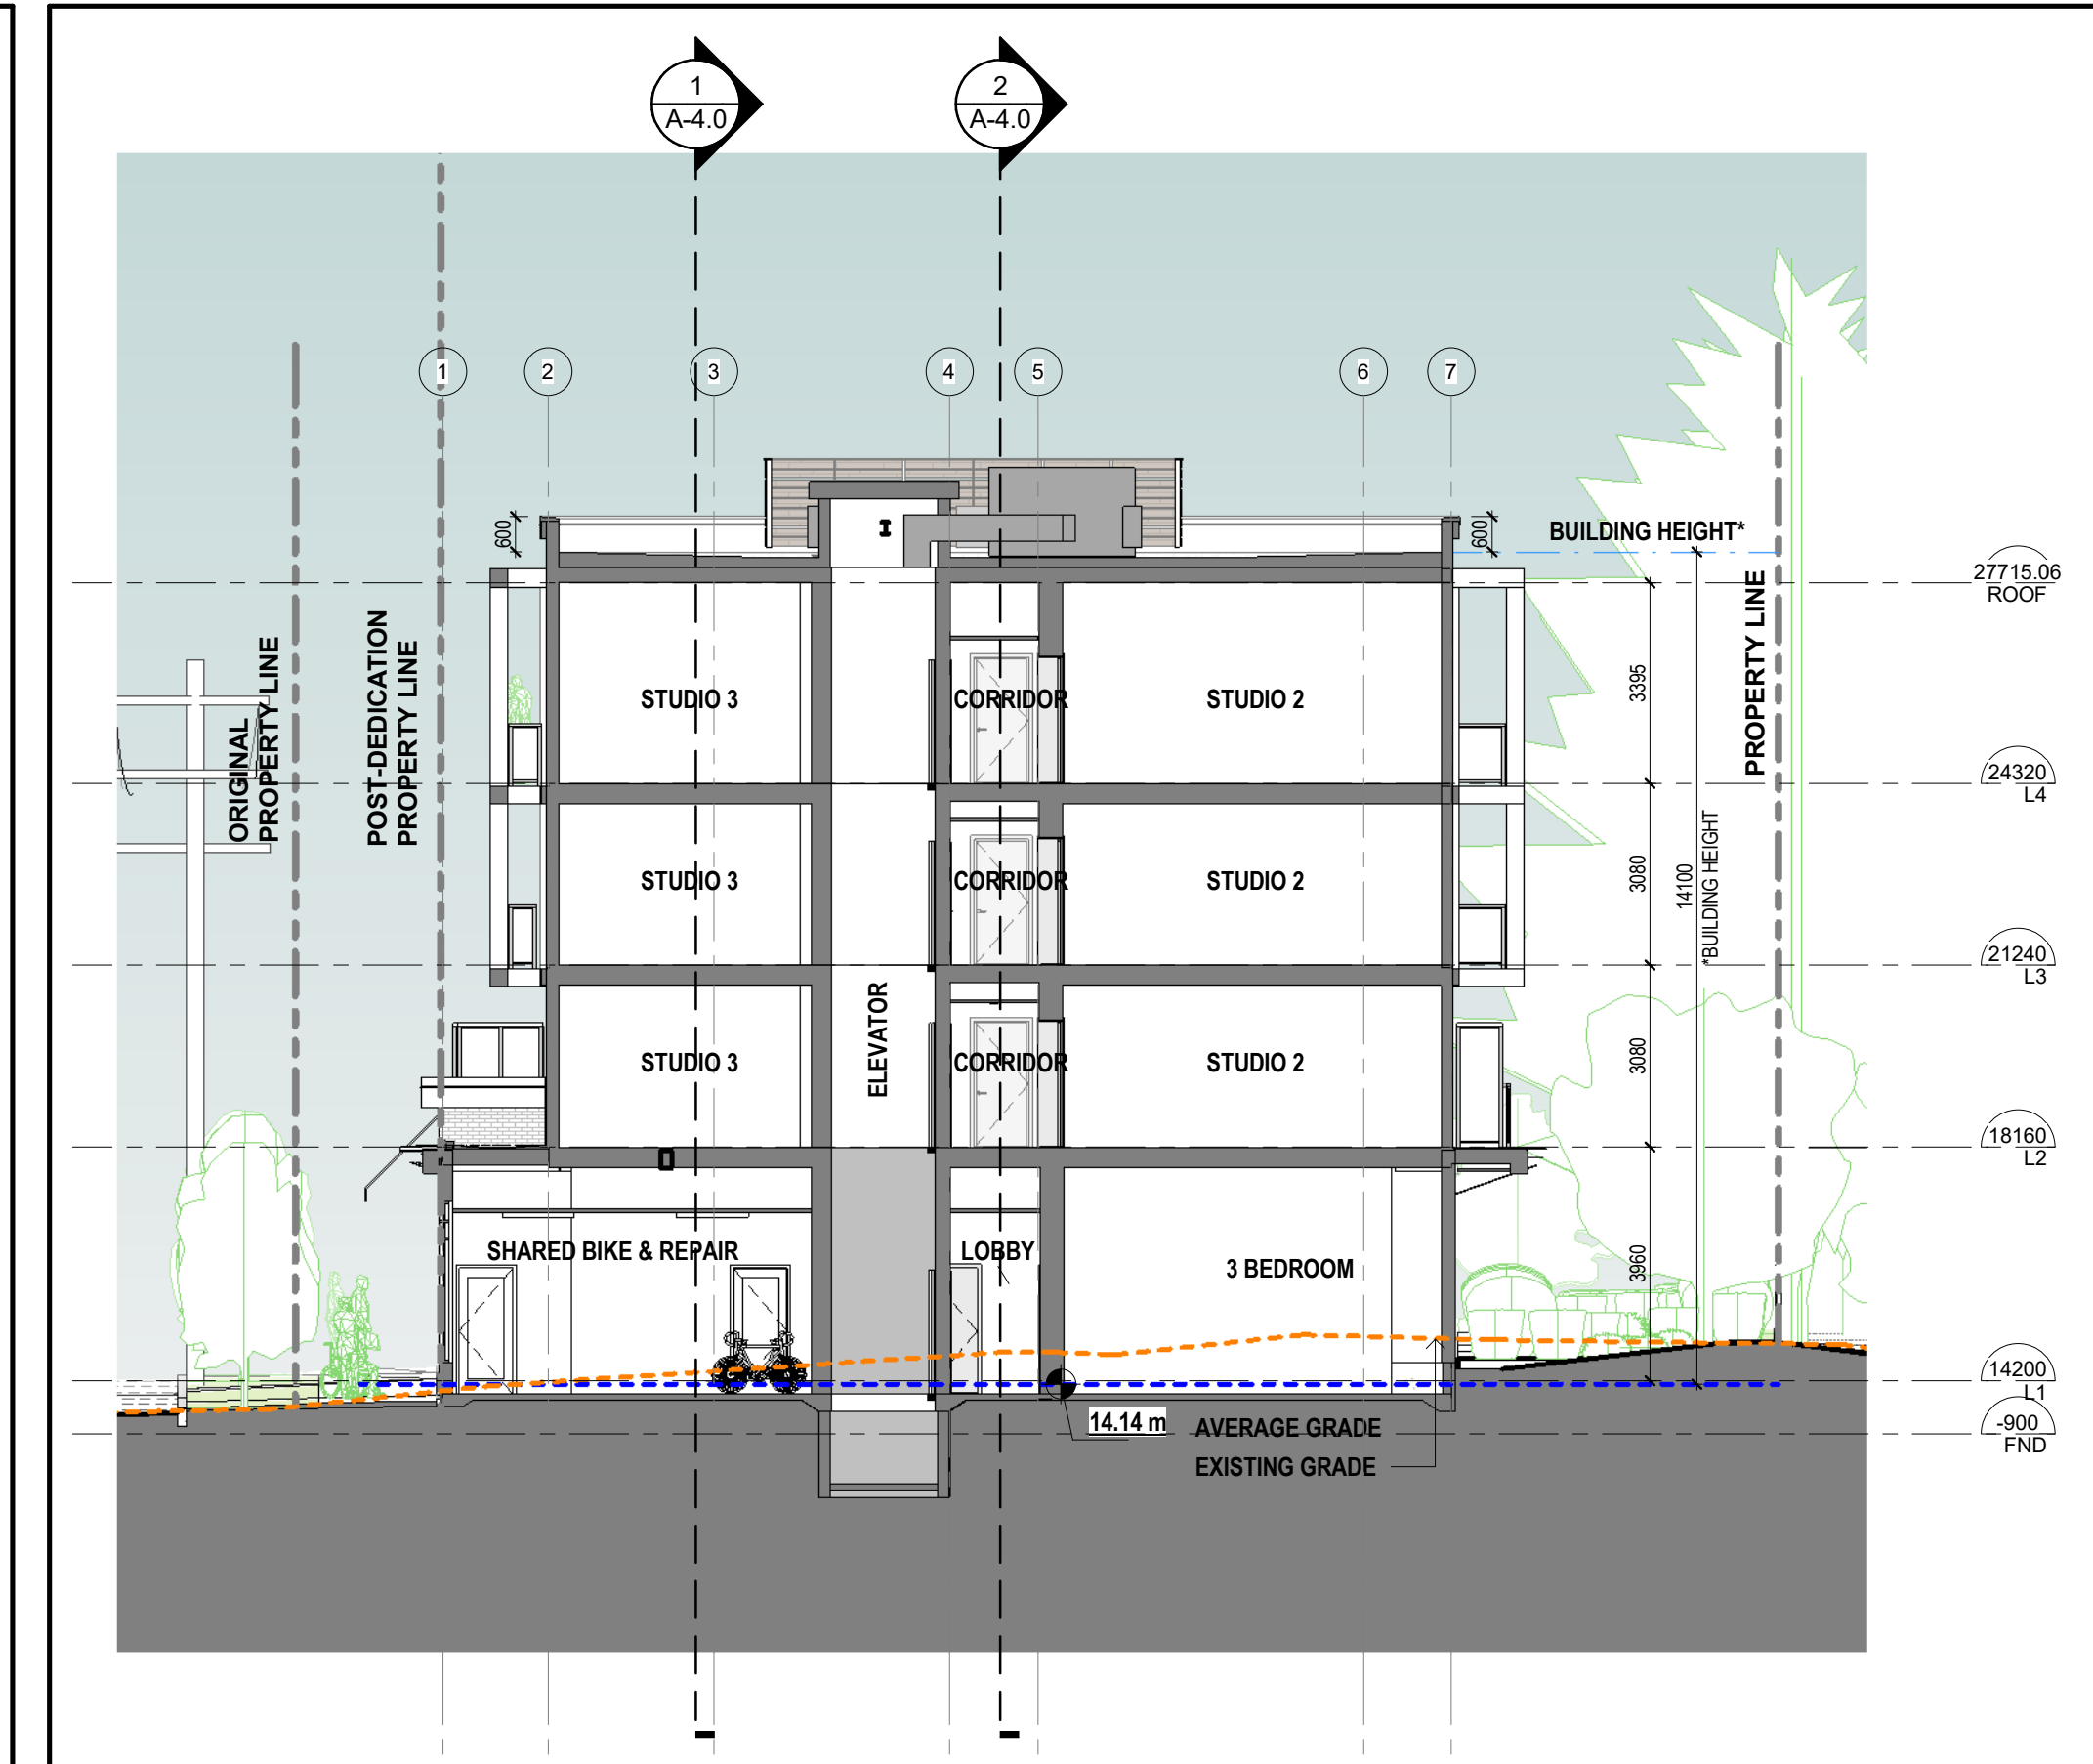 1
A-4.0
2
A-4.0
1
2
3
4
5
6
7
600
600
BUILDING HEIGHT*
27715.06
ROOF
ORIGINAL
PROPERTY LINE
POST-DEDICATION
PROPERTY LINE
PROPERTY LINE
STUDIO 3
CORRIDOR
STUDIO 2
3395
24320
L4
STUDIO 3
CORRIDOR
STUDIO 2
3080
14100
*BUILDING HEIGHT
21240
L3
ELEVATOR
STUDIO 3
CORRIDOR
STUDIO 2
3080
18160
L2
SHARED BIKE & REPAIR
LOBBY
3 BEDROOM
3960
14200
L1
14.14 m
AVERAGE GRADE
EXISTING GRADE
-900
FND